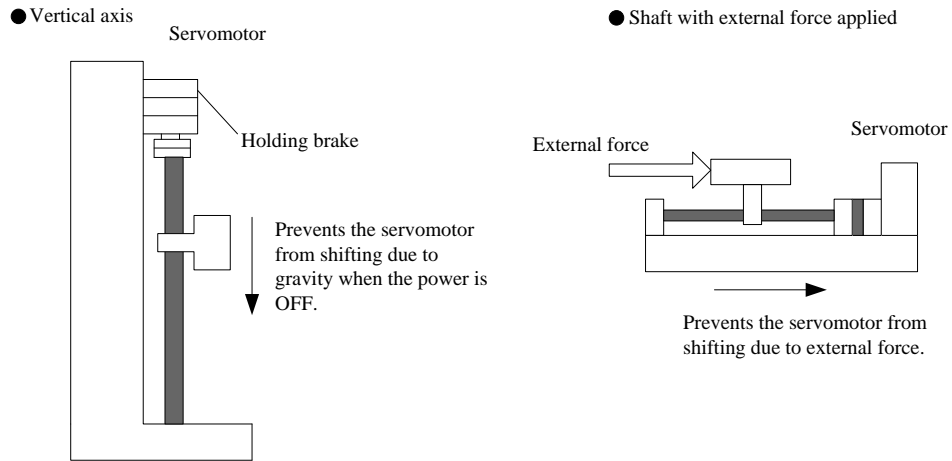 ● Vertical axis
Servomotor
Holding brake
Prevents the servomotor
from shifting due to
gravity when the power is
OFF.
● Shaft with external force applied
Servomotor
External force
Prevents the servomotor from
shifting due to external force.